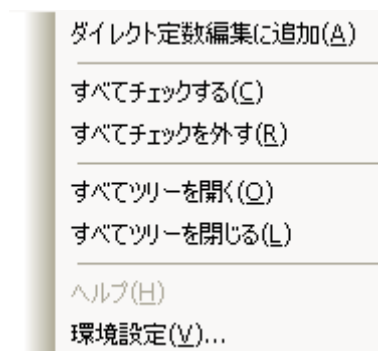 ダイレクト定数編集に追加(A)
すべてチェックする(C)
すべてチェックを外す(R)
すべてツリーを開く(O)
すべてツリーを閉じる(L)
ヘルプ(H)
環境設定(V)...